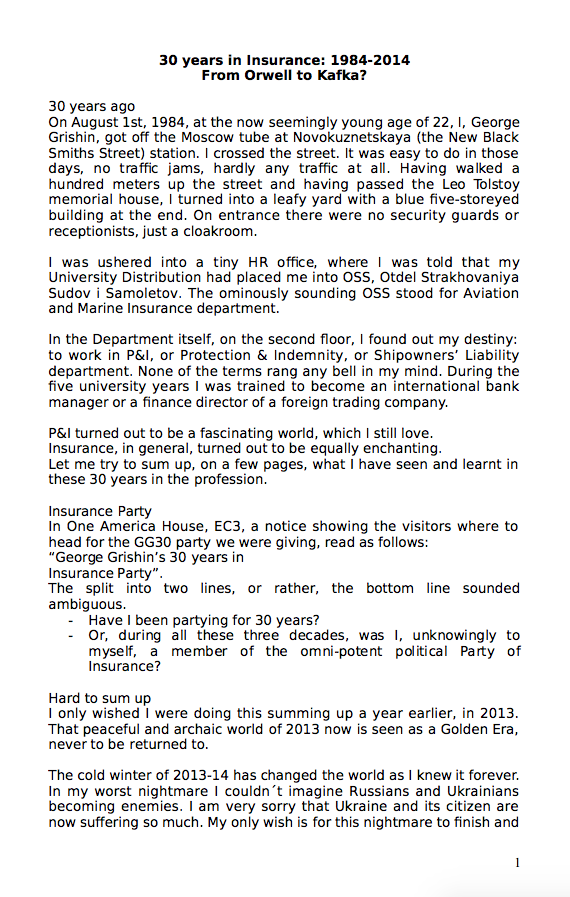 30 years in Insurance: 1984-2014
From Orwell to Kafka?
30 years ago
On August 1st, 1984, at the now seemingly young age of 22, I, George
Grishin, got off the Moscow tube at Novokuznetskaya (the New Black
Smiths Street) station. I crossed the street. It was easy to do in those
days, no traffic jams, hardly any traffic at all. Having walked a
hundred meters up the street and having passed the Leo Tolstoy
memorial house, I turned into a leafy yard with a blue five-storeyed
building at the end. On entrance there were no security guards or
receptionists, just a cloakroom.
I was ushered into a tiny HR office, where I was told that my
University Distribution had placed me into OSS, Otdel Strakhovaniya
Sudov i Samoletov. The ominously sounding OSS stood for Aviation
and Marine Insurance department.
In the Department itself, on the second floor, I found out my destiny:
to work in P&I, or Protection & Indemnity, or Shipowners’ Liability
department. None of the terms rang any bell in my mind. During the
five university years I was trained to become an international bank
manager or a finance director of a foreign trading company.
P&I turned out to be a fascinating world, which I still love.
Insurance, in general, turned out to be equally enchanting.
Let me try to sum up, on a few pages, what I have seen and learnt in
these 30 years in the profession.
Insurance Party
In One America House, EC3, a notice showing the visitors where to
head for the GG30 party we were giving, read as follows:
“George Grishin’s 30 years in
Insurance Party”.
The split into two lines, or rather, the bottom line sounded
ambiguous.
- Have I been partying for 30 years?
- Or, during all these three decades, was I, unknowingly to
myself, a member of the omni-potent political Party of
Insurance?
Hard to sum up
I only wished I were doing this summing up a year earlier, in 2013.
That peaceful and archaic world of 2013 now is seen as a Golden Era,
never to be returned to.
The cold winter of 2013-14 has changed the world as I knew it forever.
In my worst nightmare I couldn´t imagine Russians and Ukrainians
becoming enemies. I am very sorry that Ukraine and its citizen are
now suffering so much. My only wish is for this nightmare to finish and
1